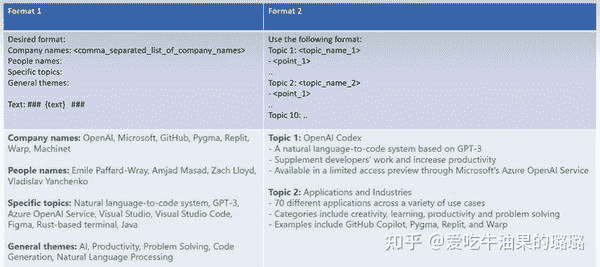 Format 1
Desired format:
Company names: <comma_separated_list_of_company_names>
People names:
Specific topics:
General themes:
Text: ### {text} ###
Company names: OpenAI, Microsoft, GitHub, Pygma, Replit,
Warp, Machinet
People names: Emile Paffard-Wray, Amjad Masad, Zach Lloyd,
Vladislav Yanchenko
Specific topics: Natural language-to-code system, GPT-3,
Azure OpenAI Service, Visual Studio, Visual Studio Code,
Figma, Rust-based terminal, Java
General themes: AI, Productivity, Problem Solving, Code
Generation, Natural Language Processing
Format 2
Use the following format:
Topic 1: <topic_name_1>
- <point_1>
..
Topic 2: <topic_name_2>
- <point_1>
..
Topic 10: ..
Topic 1: OpenAI Codex
- A natural language-to-code system based on GPT-3
- Supplement developers' work and increase productivity
- Available in a limited access preview through Microsoft's Azure OpenAI Service
Topic 2: Applications and Industries
- 70 different applications across a variety of use cases
- Categories include creativity, learning, productivity and problem solving
- Examples include GitHub Copilot, Pygma, Replit, and Warp
知乎 @爱吃牛油果的璐璐